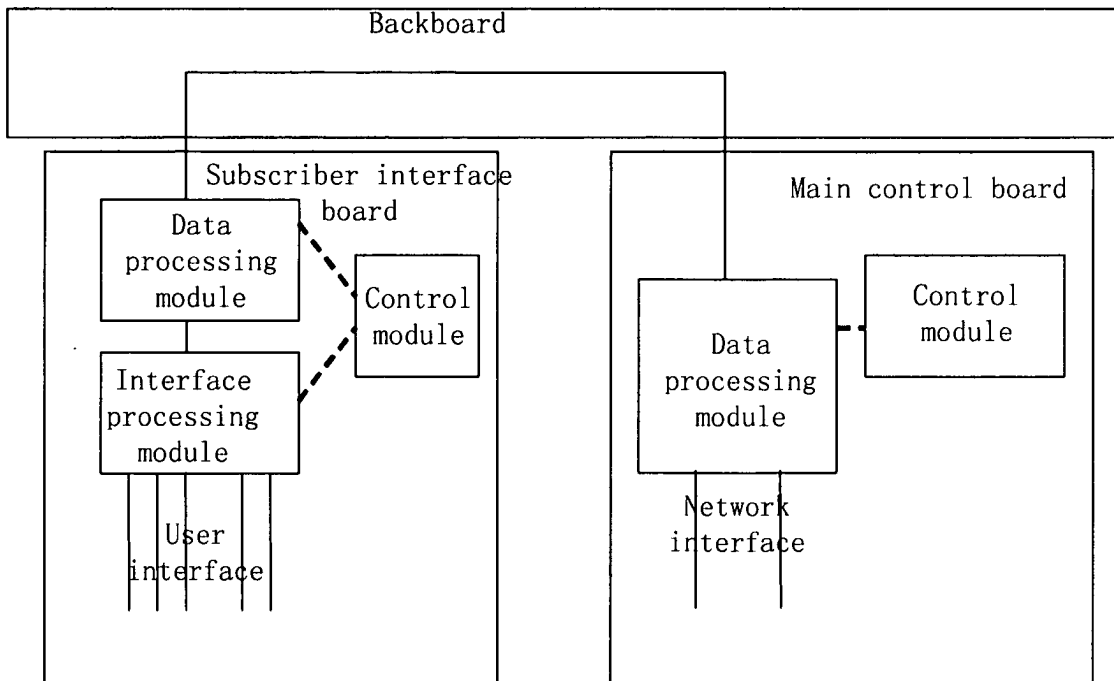 Backboard
Subscriber interface
board
Data
processing
module
Control
module
Interface
processing
module
User
interface
Main control board
Control
module
Data
processing
module
Network
interface